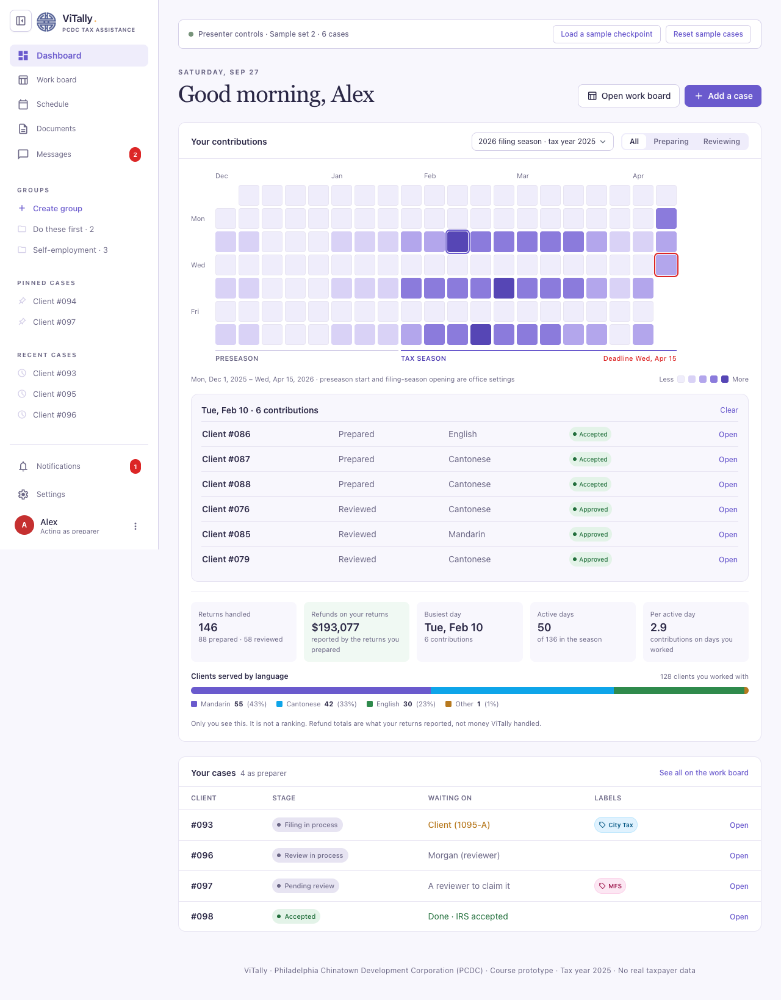 ViTally.
PCDC TAX ASSISTANCE
Dashboard
Work board
Schedule
Documents
Messages 2
GROUPS
Create group
Do these first · 2
Self-employment · 3
PINNED CASES
Client #094
Client #097
RECENT CASES
Client #093
Client #095
Client #096
Notifications 1
Settings
A Alex
Acting as preparer
Presenter controls · Sample set 2 · 6 cases Load a sample checkpoint Reset sample cases
SATURDAY, SEP 27
Good morning, Alex Open work board + Add a case
Your contributions 2026 filing season · tax year 2025 All Preparing Reviewing
Dec Jan Feb Mar Apr
Mon
Wed
Fri
PRESEASON TAX SEASON Deadline Wed, Apr 15
Mon, Dec 1, 2025 – Wed, Apr 15, 2026 · preseason start and filing-season opening are office settings Less More
Tue, Feb 10 · 6 contributions Clear
Client #086 Prepared English Accepted Open
Client #087 Prepared Cantonese Accepted Open
Client #088 Prepared Cantonese Accepted Open
Client #076 Reviewed Cantonese Approved Open
Client #085 Reviewed Mandarin Approved Open
Client #079 Reviewed Cantonese Approved Open
Returns handled
146
88 prepared · 58 reviewed
Refunds on your returns
$193,077
reported by the returns you
prepared
Busiest day
Tue, Feb 10
6 contributions
Active days
50
of 136 in the season
Per active day
2.9
contributions on days you
worked
Clients served by language 128 clients you worked with
Mandarin 55 (43%) Cantonese 42 (33%) English 30 (23%) Other 1 (1%)
Only you see this. It is not a ranking. Refund totals are what your returns reported, not money ViTally handled.
Your cases 4 as preparer See all on the work board
CLIENT STAGE WAITING ON LABELS
#093 Filing in process Client (1095-A) City Tax Open
#096 Review in process Morgan (reviewer) Open
#097 Pending review A reviewer to claim it MFS Open
#098 Accepted Done · IRS accepted Open
ViTally · Philadelphia Chinatown Development Corporation (PCDC) · Course prototype · Tax year 2025 · No real taxpayer data